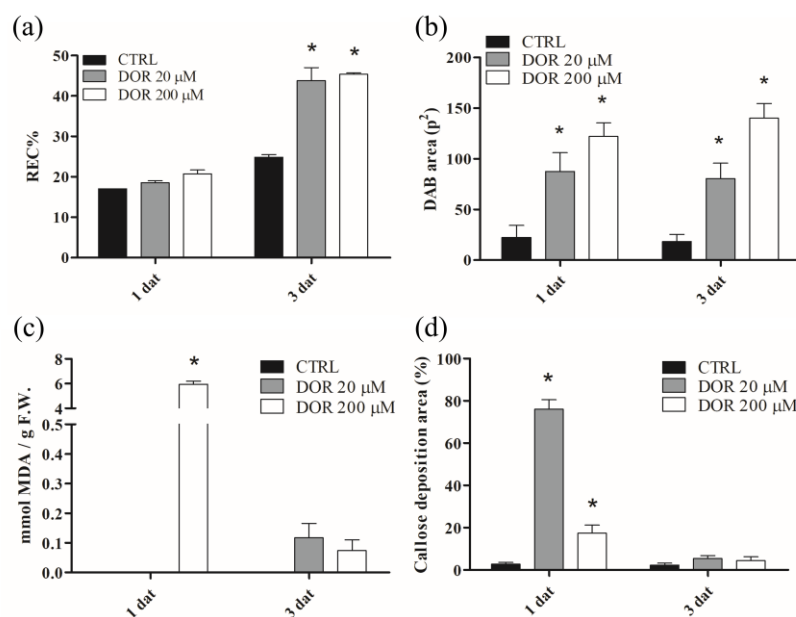 (a)
CTRL
DOR 20 μM
DOR 200 μM
REC%
50
40
30
20
10
0
* *
1 dat
3 dat
(b)
CTRL
DOR 20 μM
DOR 200 μM
DAB area (p²)
200
150
100
50
0
* * * *
1 dat
3 dat
(c)
CTRL
DOR 20 μM
DOR 200 μM
mmol MDA / g F.W.
8
6
4
0.5
0.4
0.3
0.2
0.1
0.0
*
1 dat
3 dat
(d)
CTRL
DOR 20 μM
DOR 200 μM
Callose deposition area (%)
100
80
60
40
20
0
* *
1 dat
3 dat